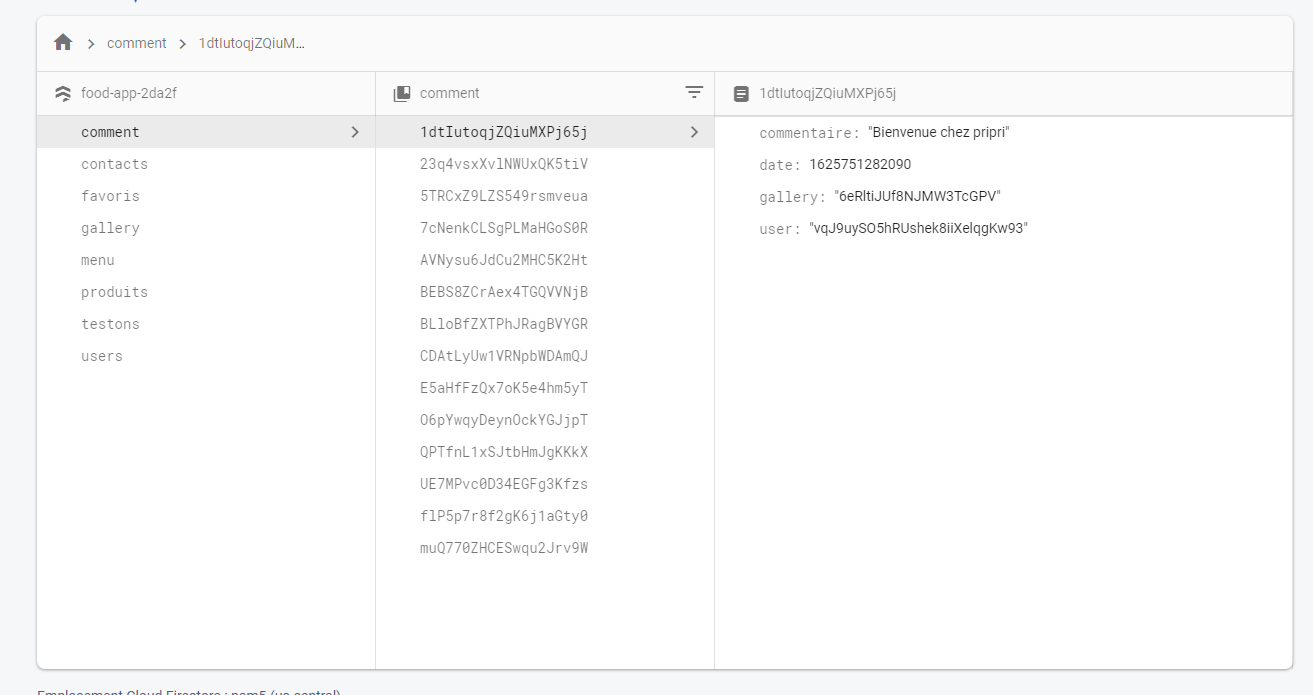 comment
1dtIutoqjZQiuM...
food-app-2da2f
comment
1dtIutoqjZQiuMXPj65j
comment
contacts
favoris
gallery
menu
produits
testons
users
1dtIutoqjZQiuMXPj65j
23q4vsxXvlNWUxQK5tiV
5TRCxZ9LZS549rsmveua
7cNenkCLSgPLMaHGoS0R
AVNysu6JdCu2MHC5K2Ht
BEBS8ZCrAex4TGQVVNjB
BLloBfZXTPhJRagBVYGR
CDAtLyUw1VRNpbWDAmQJ
E5aHfFzQx7oK5e4hm5yT
O6pYwqyDeynOckYGJjpT
QPTfnL1xSJtbHmJgKKkX
UE7MPvc0D34EGFg3Kfzs
flP5p7r8f2gK6j1aGty0
muQ770ZHCESwqu2Jrv9W
commentaire: "Bienvenue chez pripri"
date: 1625751282090
gallery: "6eRltiJUf8NJMW3TcGPV"
user: "vqJ9uySO5hRUshek8iiXelqgKw93"
Emplacement Cloud Firestore : nam5 (us-central)